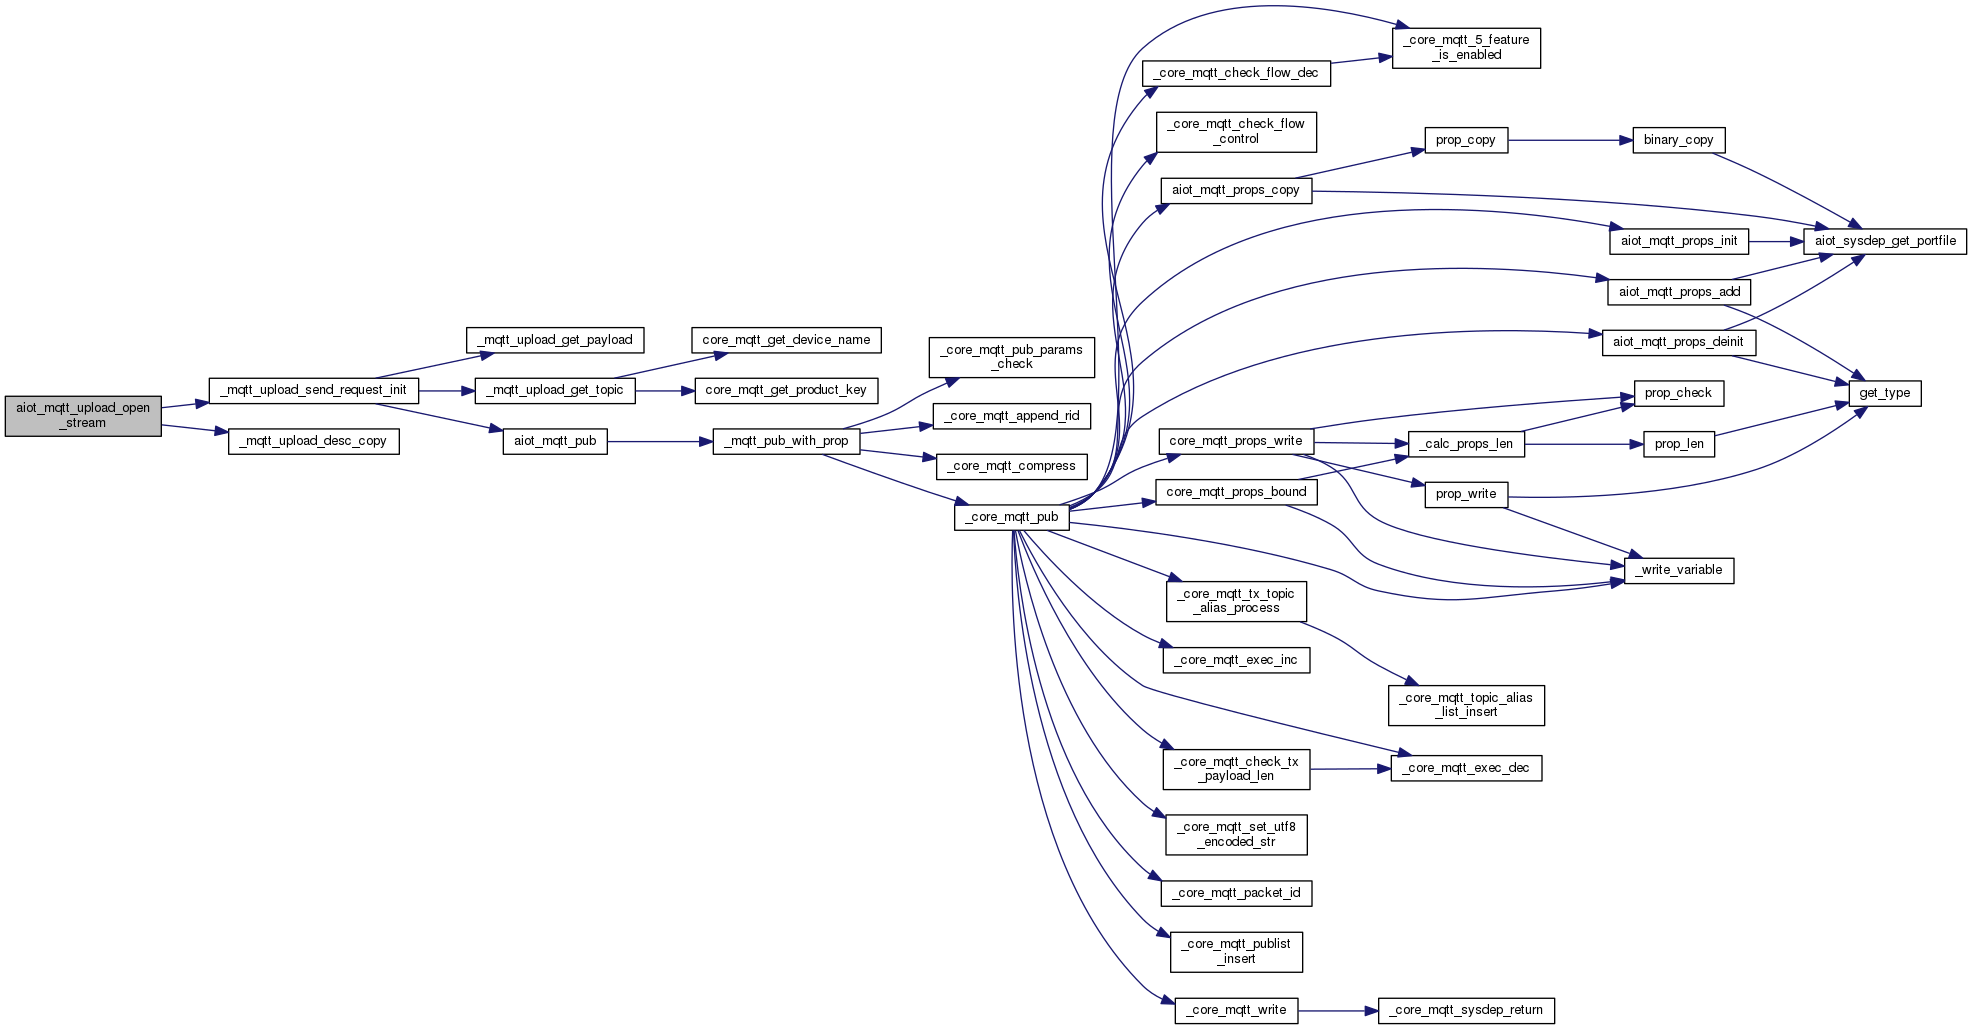 aiot_mqtt_upload_open
_stream
_mqtt_upload_send_request_init
_mqtt_upload_desc_copy
_mqtt_upload_get_payload
_mqtt_upload_get_topic
aiot_mqtt_pub
core_mqtt_get_device_name
core_mqtt_get_product_key
_mqtt_pub_with_prop
_core_mqtt_pub_params
_check
_core_mqtt_append_rid
_core_mqtt_compress
_core_mqtt_pub
_core_mqtt_5_feature
_is_enabled
_core_mqtt_check_flow_dec
_core_mqtt_check_flow
_control
aiot_mqtt_props_copy
prop_copy
binary_copy
aiot_mqtt_props_init
aiot_sysdep_get_portfile
aiot_mqtt_props_add
aiot_mqtt_props_deinit
get_type
core_mqtt_props_write
prop_check
_calc_props_len
prop_len
core_mqtt_props_bound
prop_write
_write_variable
_core_mqtt_tx_topic
_alias_process
_core_mqtt_exec_inc
_core_mqtt_topic_alias
_list_insert
_core_mqtt_check_tx
_payload_len
_core_mqtt_exec_dec
_core_mqtt_set_utf8
_encoded_str
_core_mqtt_packet_id
_core_mqtt_publist
_insert
_core_mqtt_write
_core_mqtt_sysdep_return